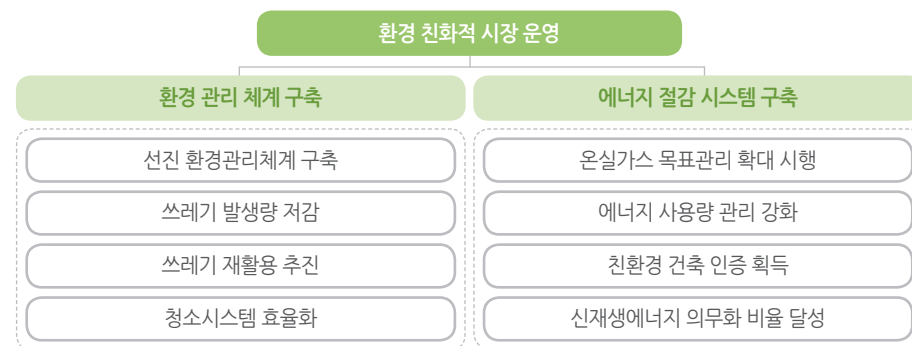 환경 친화적 시장 운영
환경 관리 체계 구축
선진 환경관리체계 구축
쓰레기 발생량 저감
쓰레기 재활용 추진
청소시스템 효율화
에너지 절감 시스템 구축
온실가스 목표관리 확대 시행
에너지 사용량 관리 강화
친환경 건축 인증 획득
신재생에너지 의무화 비율 달성